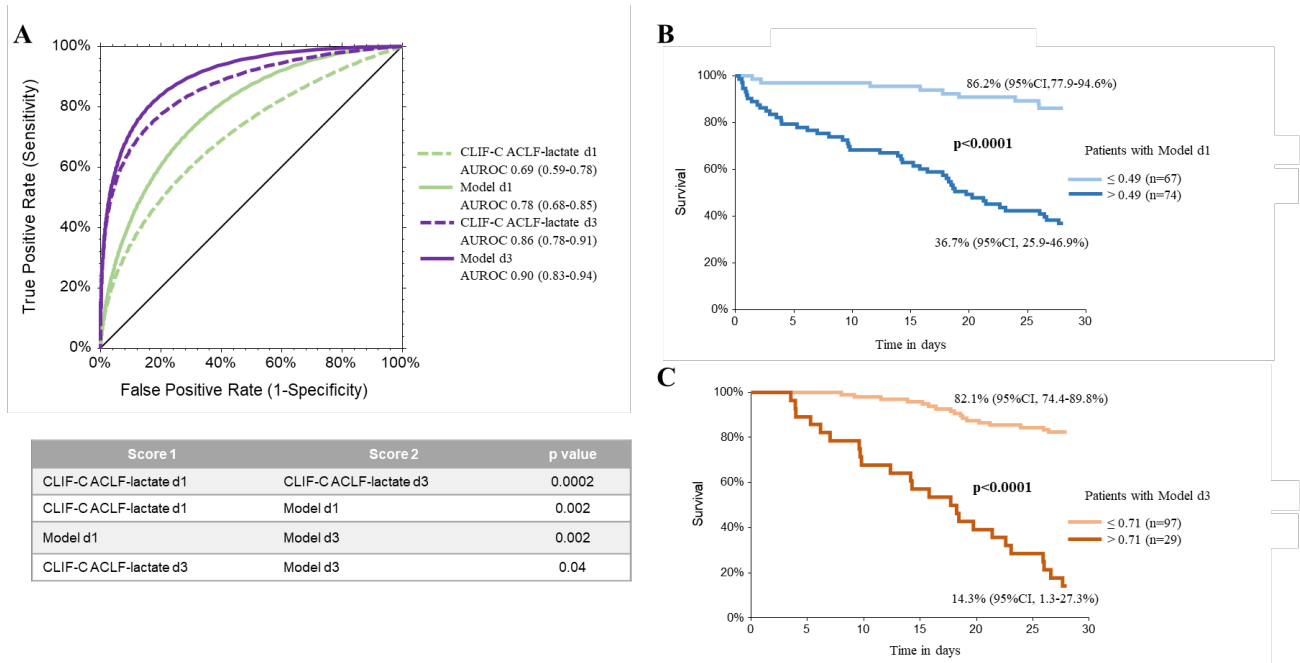 A
100%
80%
60%
40%
20%
0%
0%
20%
40%
60%
80%
100%
True Positive Rate (Sensitivity)
False Positive Rate (1-Specificity)
CLIF-C ACLF-lactate d1
AUROC 0.69 (0.59-0.78)
Model d1
AUROC 0.78 (0.68-0.85)
CLIF-C ACLF-lactate d3
AUROC 0.86 (0.78-0.91)
Model d3
AUROC 0.90 (0.83-0.94)
Score 1 Score 2 p value
CLIF-C ACLF-lactate d1 CLIF-C ACLF-lactate d3 0.0002
CLIF-C ACLF-lactate d1 Model d1 0.002
Model d1 Model d3 0.002
CLIF-C ACLF-lactate d3 Model d3 0.04
B
100%
80%
60%
40%
20%
0%
0 5 10 15 20 25 30
Survival
Time in days
86.2% (95%CI,77.9-94.6%)
p<0.0001
36.7% (95%CI, 25.9-46.9%)
Patients with Model d1
≤ 0.49 (n=67)
> 0.49 (n=74)
C
100%
80%
60%
40%
20%
0%
0 5 10 15 20 25 30
Survival
Time in days
82.1% (95%CI, 74.4-89.8%)
p<0.0001
14.3% (95%CI, 1.3-27.3%)
Patients with Model d3
≤ 0.71 (n=97)
> 0.71 (n=29)